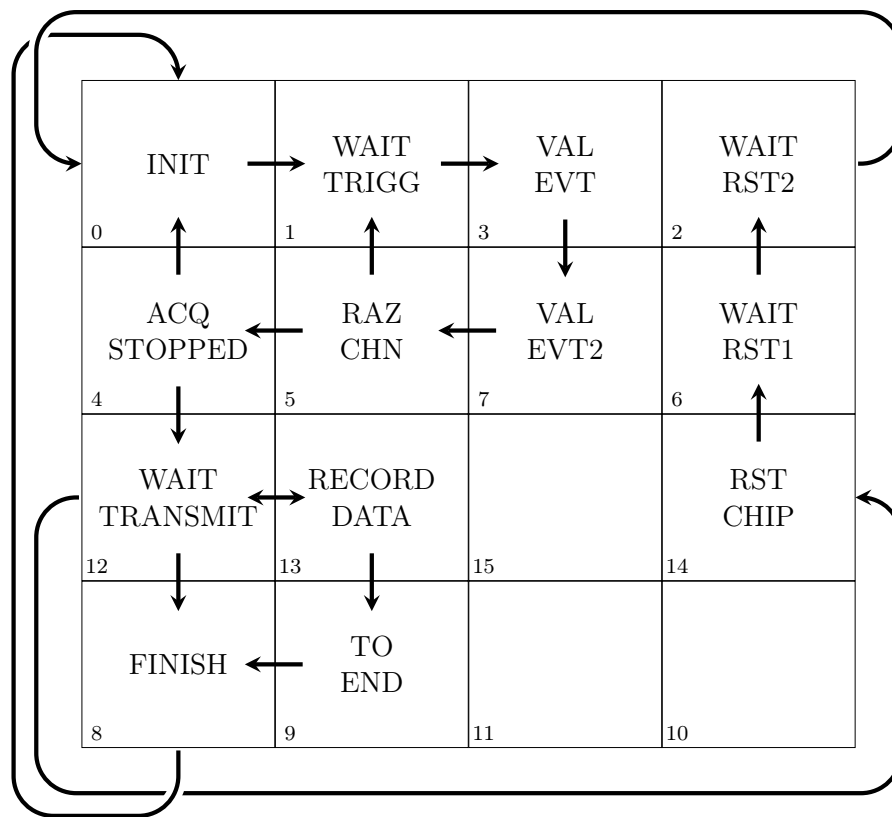 INIT
0
WAIT
TRIGG
1
VAL
EVT
3
WAIT
RST2
2
ACQ
STOPPED
4
RAZ
CHN
5
VAL
EVT2
7
WAIT
RST1
6
WAIT
TRANSMIT
12
RECORD
DATA
13
15
RST
CHIP
14
FINISH
8
TO
END
9
11
10